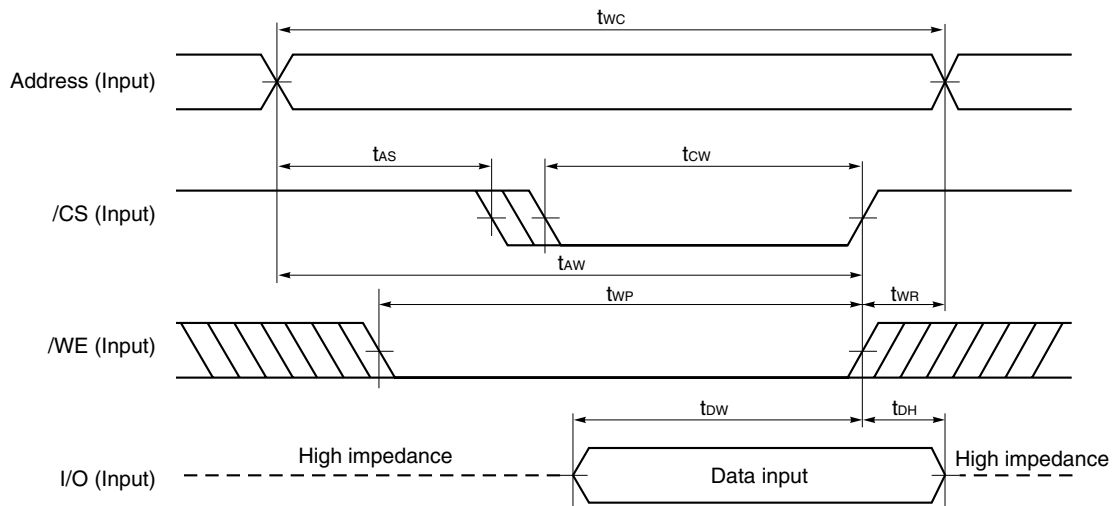 tWC
Address (Input)
tAS
tCW
/CS (Input)
tAW
tWP
tWR
/WE (Input)
tDW
tDH
High impedance
Data input
High impedance
I/O (Input)